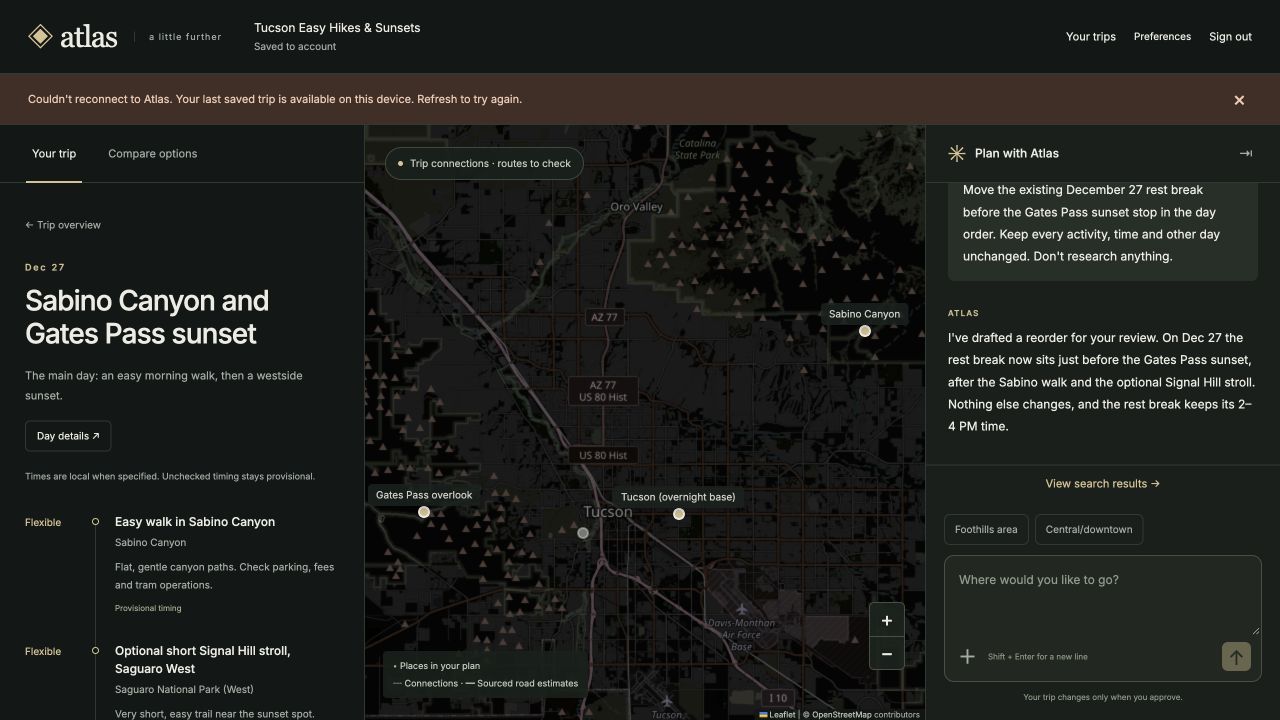 atlas
a little further
Tucson Easy Hikes & Sunsets
Saved to account
Your trips
Preferences
Sign out
Couldn't reconnect to Atlas. Your last saved trip is available on this device. Refresh to try again.
×
Your trip
Compare options
← Trip overview
Dec 27
Sabino Canyon and
Gates Pass sunset
The main day: an easy morning walk, then a westside
sunset.
Day details ↗
Times are local when specified. Unchecked timing stays provisional.
Flexible
Easy walk in Sabino Canyon
Sabino Canyon
Flat, gentle canyon paths. Check parking, fees
and tram operations.
Provisional timing
Flexible
Optional short Signal Hill stroll,
Saguaro West
Saguaro National Park (West)
Very short, easy trail near the sunset spot.
Trip connections · routes to check
Catalina
State Park
Oro Valley
AZ 77
Sabino Canyon
AZ 77
US 80 Hist
US 80 Hist
Gates Pass overlook
Tucson (overnight base)
Tucson
Davis-Monthan
Air Force
Base
+
−
• Places in your plan
— Connections · — Sourced road estimates
I 10
Tucson
Leaflet | © OpenStreetMap contributors
Plan with Atlas
Move the existing December 27 rest break
before the Gates Pass sunset stop in the day
order. Keep every activity, time and other day
unchanged. Don't research anything.
ATLAS
I've drafted a reorder for your review. On Dec 27 the
rest break now sits just before the Gates Pass sunset,
after the Sabino walk and the optional Signal Hill stroll.
Nothing else changes, and the rest break keeps its 2–
4 PM time.
View search results →
Foothills area
Central/downtown
Where would you like to go?
Shift + Enter for a new line
Your trip changes only when you approve.